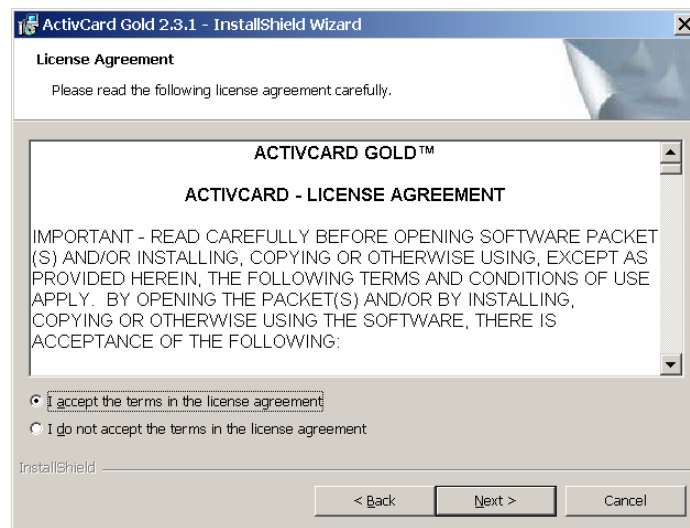 ActivCard Gold 2.3.1 - InstallShield Wizard
License Agreement
Please read the following license agreement carefully.
ACTIVCARD GOLD™
ACTIVCARD - LICENSE AGREEMENT
IMPORTANT - READ CAREFULLY BEFORE OPENING SOFTWARE PACKET
(S) AND/OR INSTALLING, COPYING OR OTHERWISE USING, EXCEPT AS
PROVIDED HEREIN, THE FOLLOWING TERMS AND CONDITIONS OF USE
APPLY. BY OPENING THE PACKET(S) AND/OR BY INSTALLING,
COPYING OR OTHERWISE USING THE SOFTWARE, THERE IS
ACCEPTANCE OF THE FOLLOWING:
I accept the terms in the license agreement
I do not accept the terms in the license agreement
InstallShield
< Back Next > Cancel